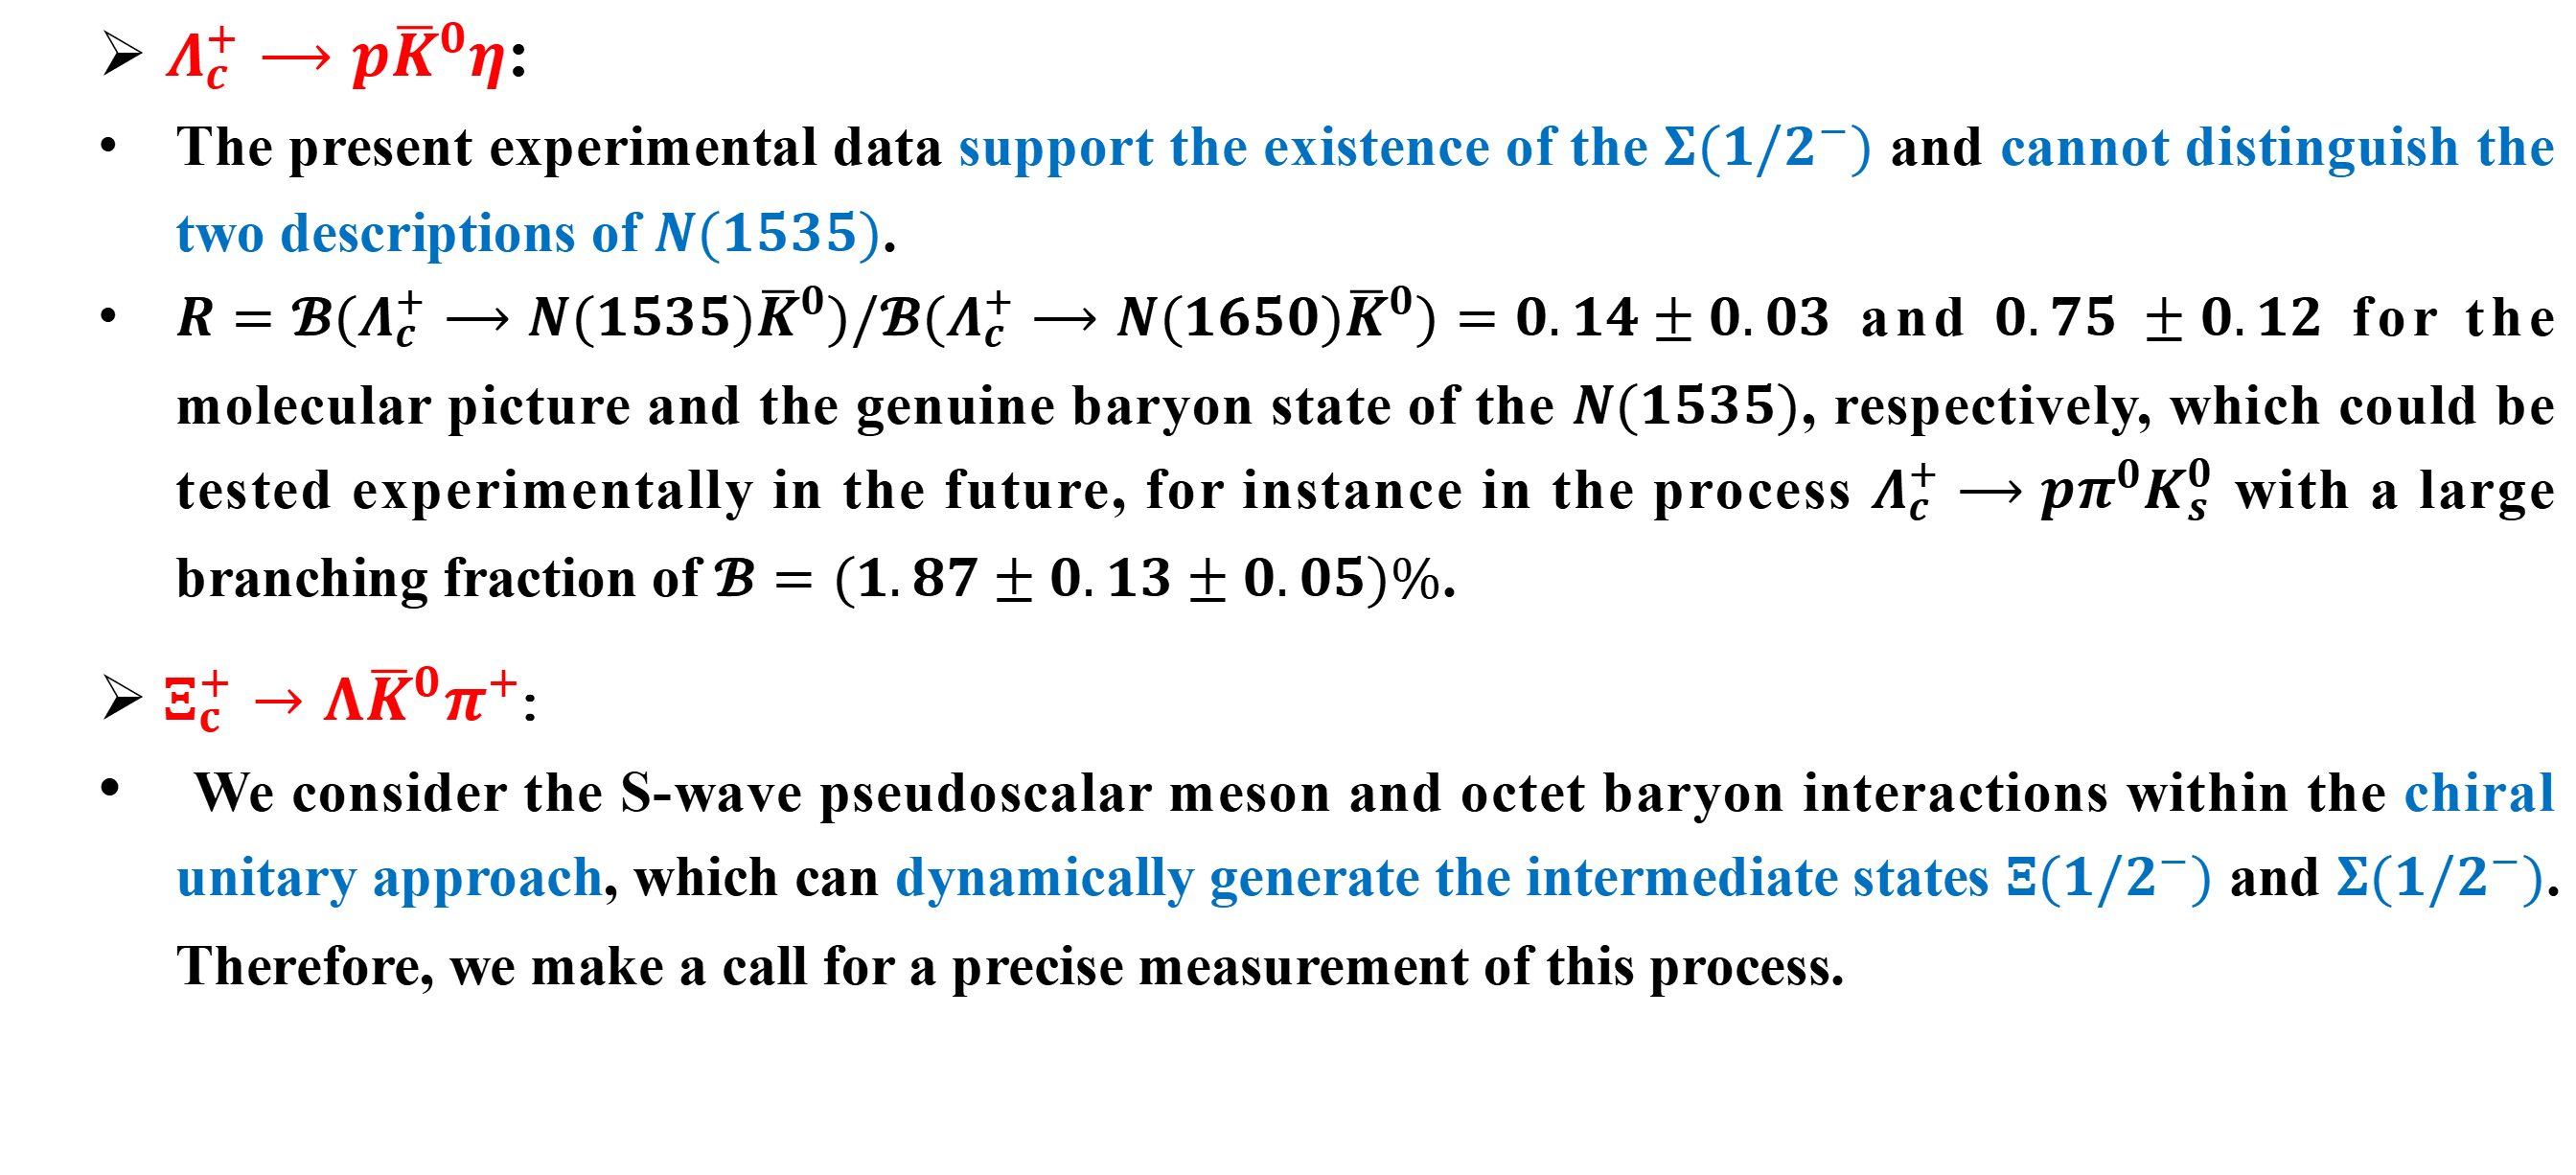 ➢ Λc⁺ ⟶ pK̅⁰η:
• The present experimental data support the existence of the Σ(1/2⁻) and cannot distinguish the
two descriptions of N(1535).
• R = ℬ(Λc⁺ ⟶ N(1535)K̅⁰)/ℬ(Λc⁺ ⟶ N(1650)K̅⁰) = 0.14 ± 0.03 and 0.75 ± 0.12 for the
molecular picture and the genuine baryon state of the N(1535), respectively, which could be
tested experimentally in the future, for instance in the process Λc⁺ ⟶ pπ⁰Ks⁰ with a large
branching fraction of ℬ = (1.87 ± 0.13 ± 0.05)%.
➢ Ξc⁺ → ΛK̅⁰π⁺:
• We consider the S-wave pseudoscalar meson and octet baryon interactions within the chiral
unitary approach, which can dynamically generate the intermediate states Ξ(1/2⁻) and Σ(1/2⁻).
Therefore, we make a call for a precise measurement of this process.